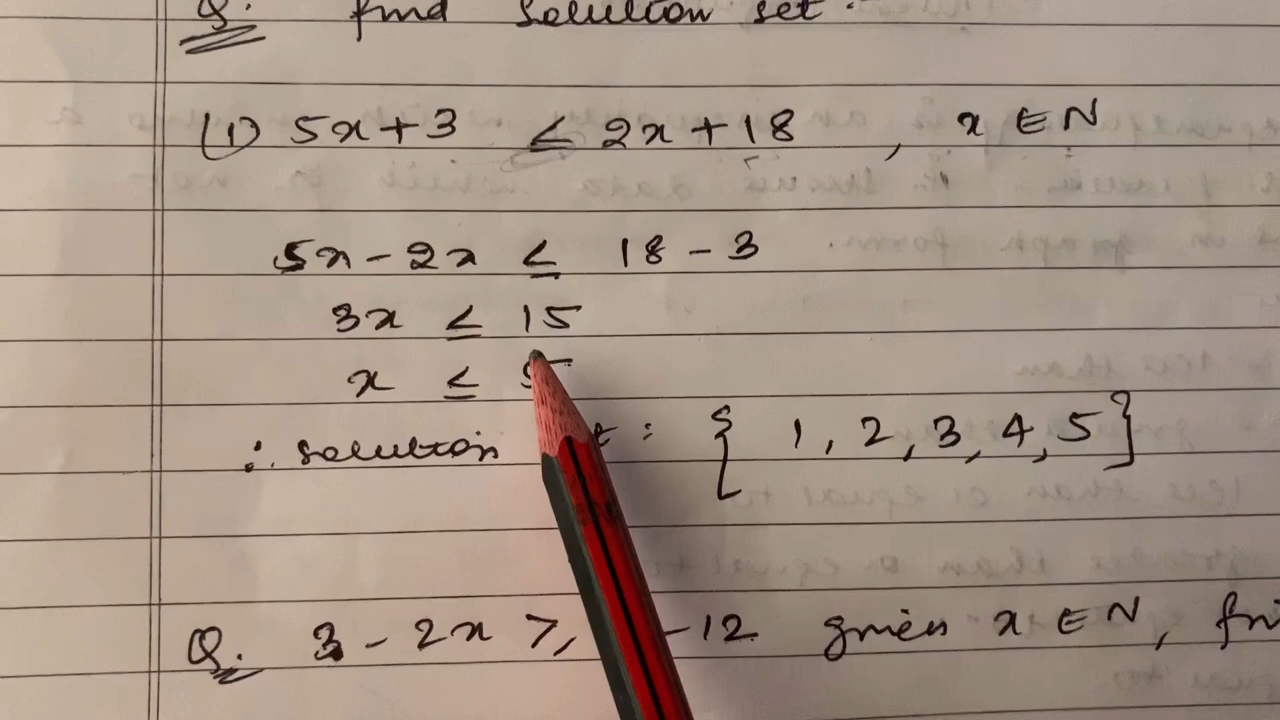 Q. find solution set.
(1) 5x+3 ≤ 2x+18 , x ∈ N
5x - 2x ≤ 18 - 3
3x ≤ 15
x ≤ 5
∴ solution : { 1, 2, 3, 4, 5 }
Q. 3 - 2x ≥, -12 given x ∈ N,